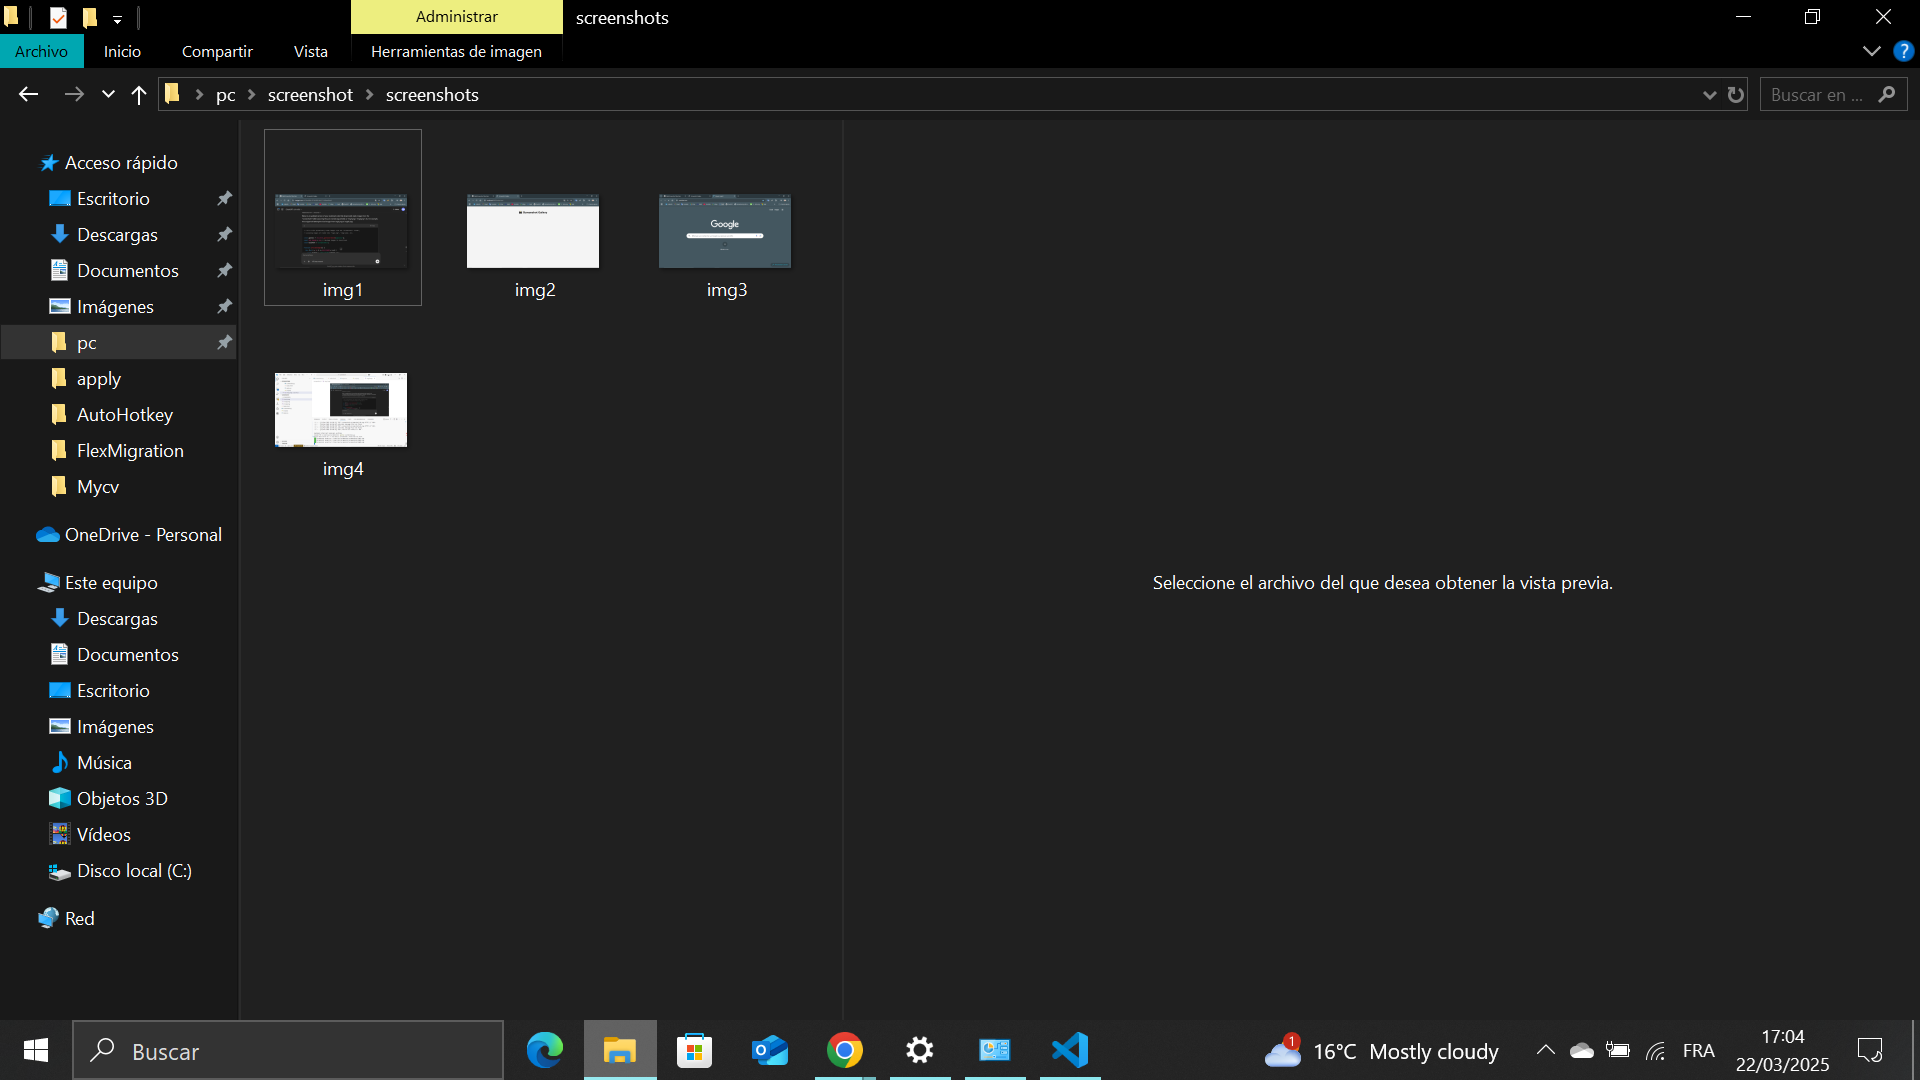 Administrar
screenshots
Archivo
Inicio
Compartir
Vista
Herramientas de imagen
?
pc
screenshot
screenshots
Buscar en ...
Acceso rápido
Escritorio
Descargas
Documentos
Imágenes
pc
apply
AutoHotkey
FlexMigration
Mycv
OneDrive - Personal
Este equipo
Descargas
Documentos
Escritorio
Imágenes
Música
Objetos 3D
Vídeos
Disco local (C:)
Red
Google
img1
img2
img3
img4
Seleccione el archivo del que desea obtener la vista previa.
Buscar
1
16°C Mostly cloudy
FRA
17:04
22/03/2025